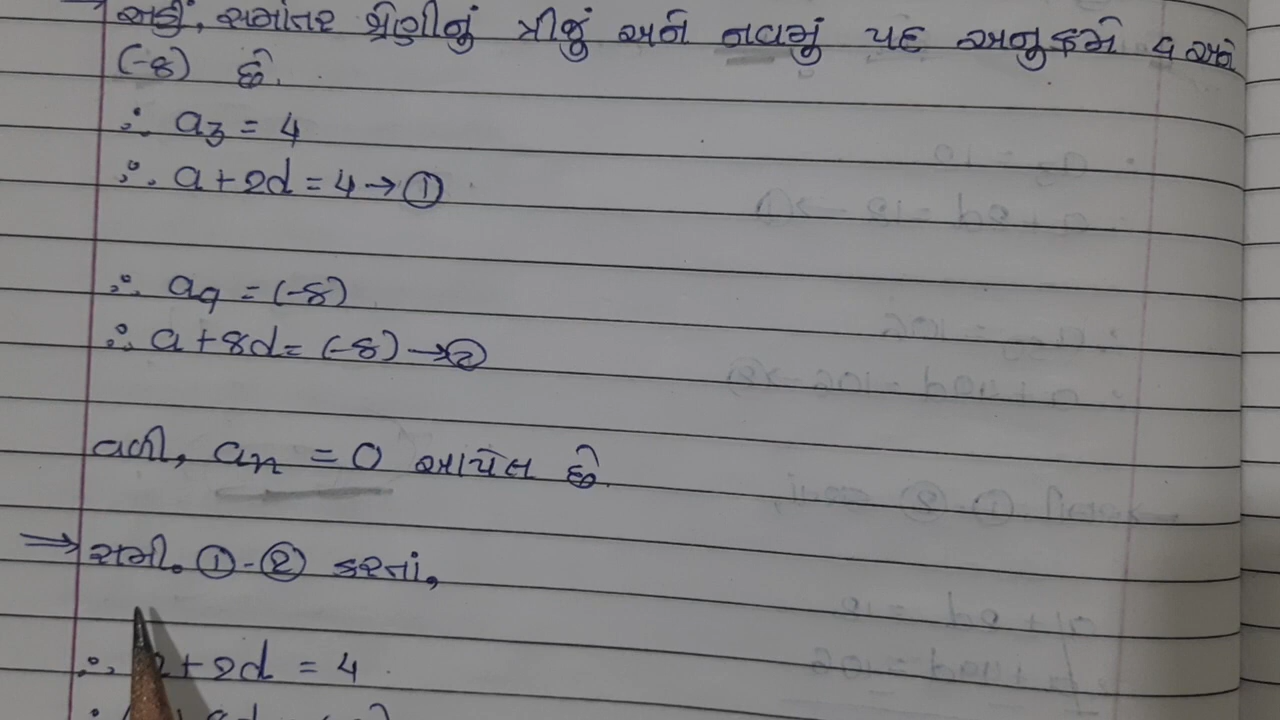 અહીં, સમાંતર શ્રેણીનું ત્રીજું અને નવમું પદ અનુક્રમે 4 અને
(-8) છે.
∴ a₃ = 4
∴ a + 2d = 4 → ①
∴ a₉ = (-8)
∴ a + 8d = (-8) → ②
વળી, aₙ = 0 આપેલ છે.
⇒ સમી. ① - ② કરતાં,
∴ a + 2d = 4